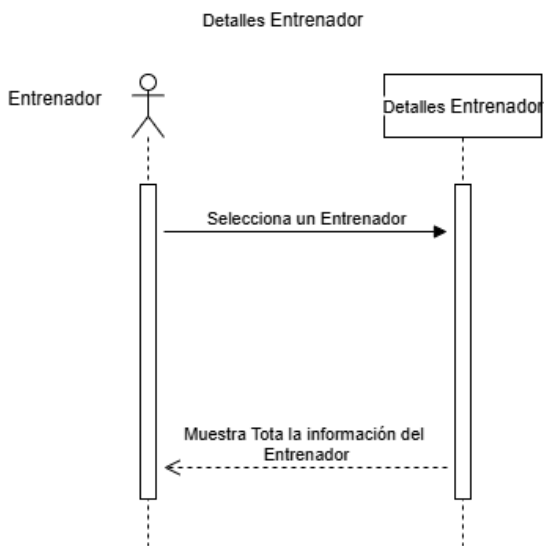 Detalles Entrenador
Entrenador
Detalles Entrenador
Selecciona un Entrenador
Muestra Tota la información del
Entrenador